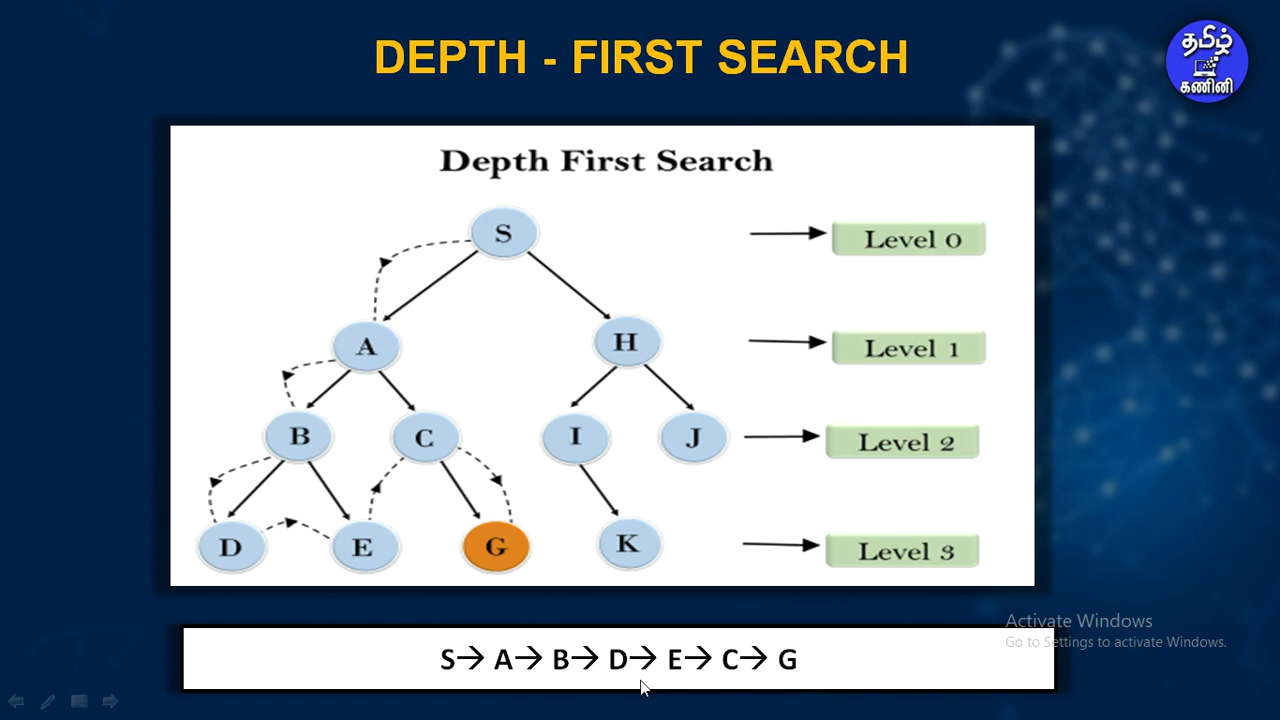 DEPTH - FIRST SEARCH
தமிழ்
கணினி
Depth First Search
S
Level 0
A
H
Level 1
B
C
I
J
Level 2
D
E
G
K
Level 3
Activate Windows
Go to Settings to activate Windows.
S→ A→ B→ D→ E→ C→ G